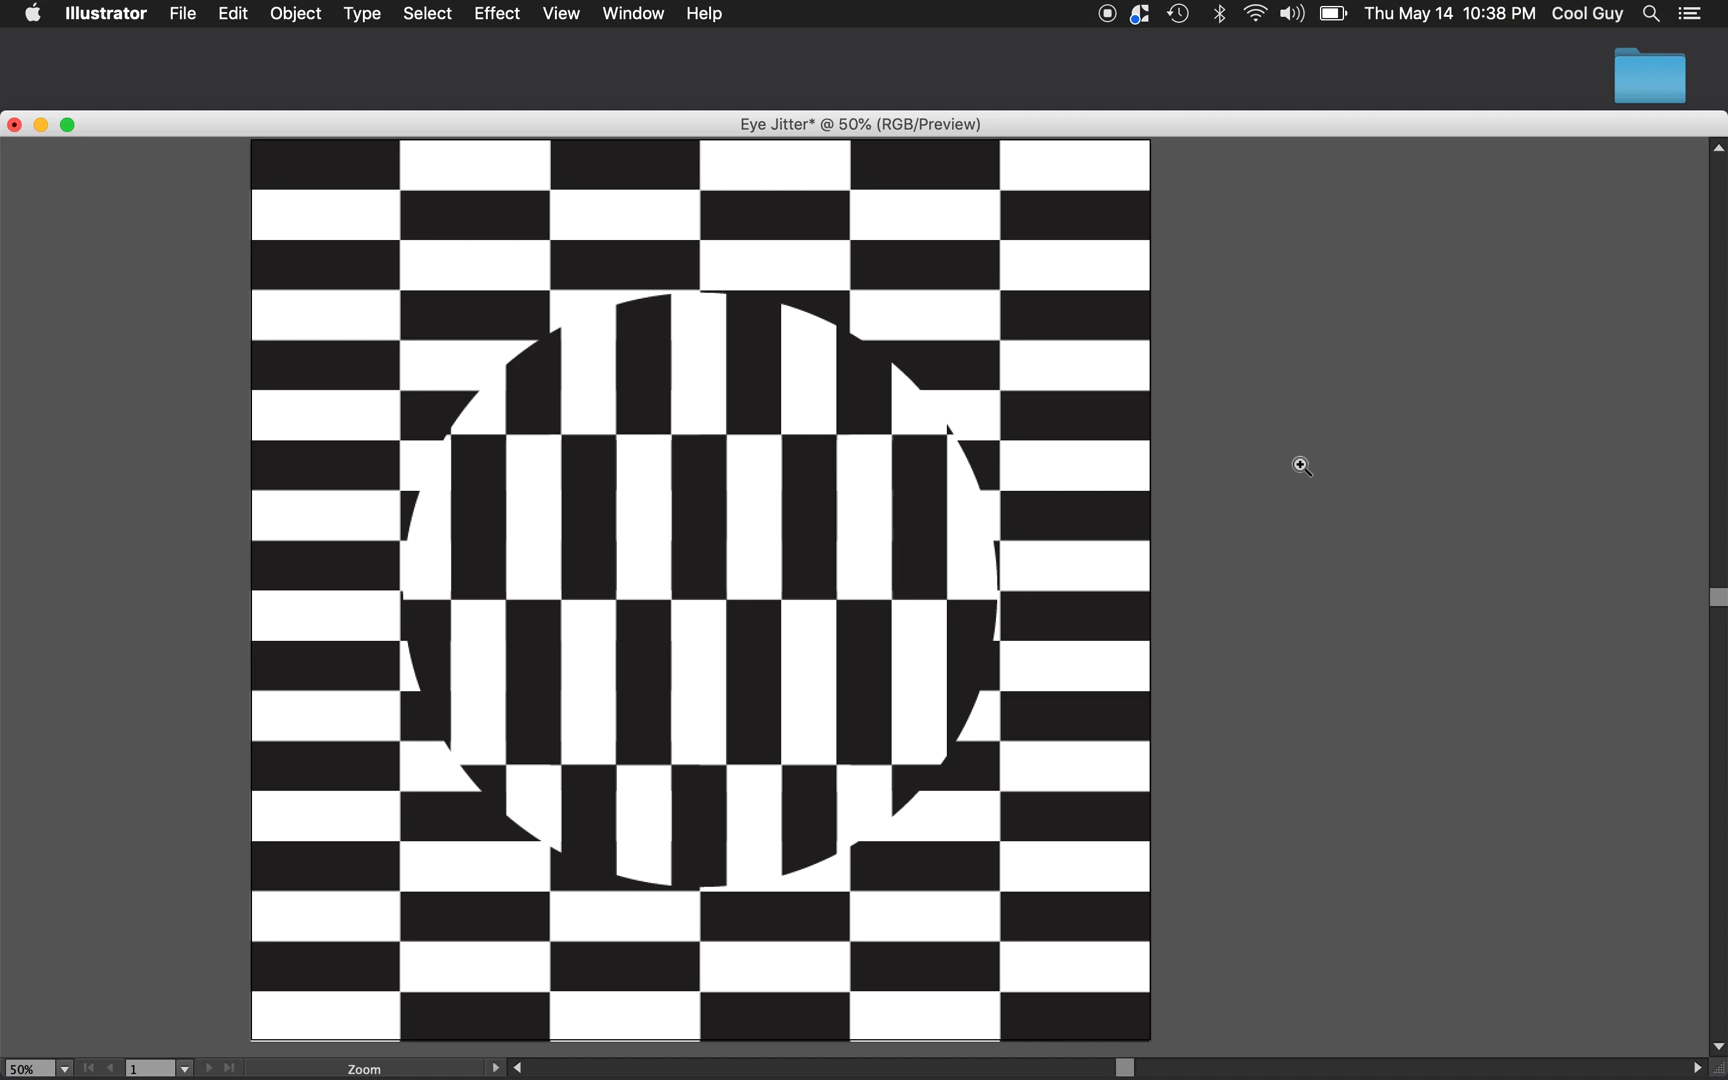 Illustrator File Edit Object Type Select Effect View Window Help Thu May 14 10:38 PM Cool Guy
Eye Jitter* @ 50% (RGB/Preview)
50% 1 Zoom